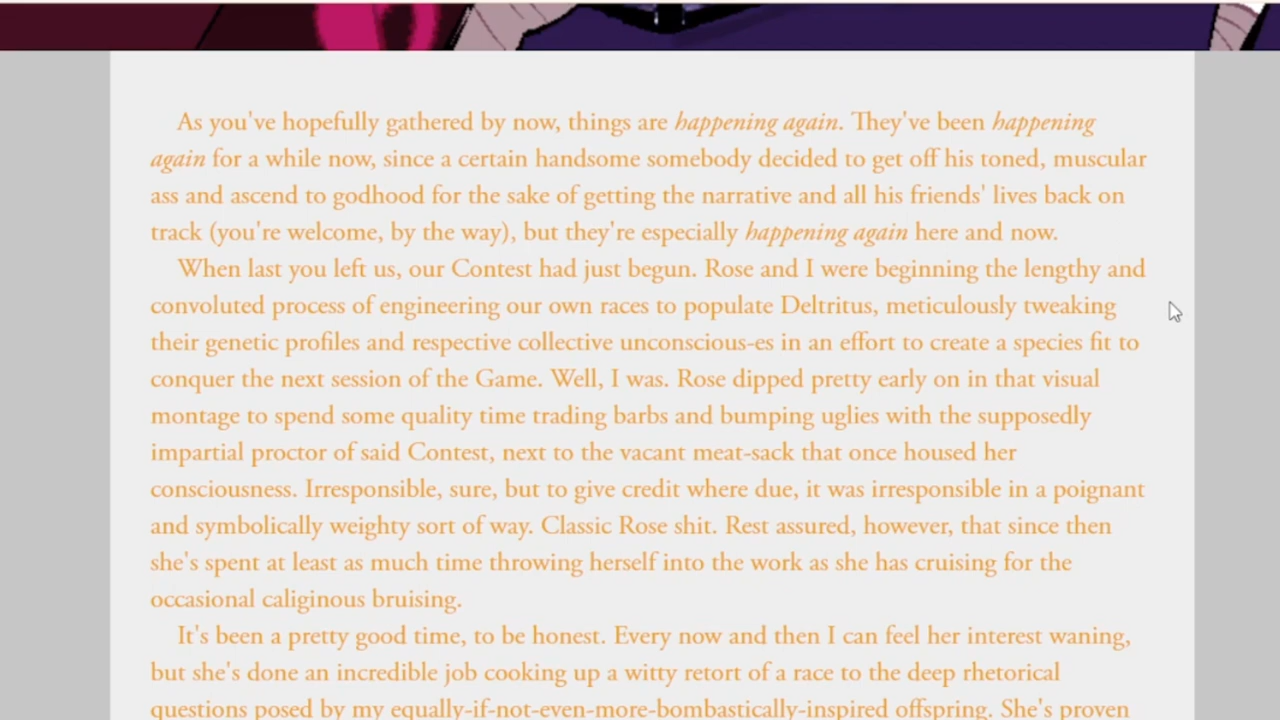 As you've hopefully gathered by now, things are happening again. They've been happening
again for a while now, since a certain handsome somebody decided to get off his toned, muscular
ass and ascend to godhood for the sake of getting the narrative and all his friends' lives back on
track (you're welcome, by the way), but they're especially happening again here and now.
When last you left us, our Contest had just begun. Rose and I were beginning the lengthy and
convoluted process of engineering our own races to populate Deltritus, meticulously tweaking
their genetic profiles and respective collective unconscious-es in an effort to create a species fit to
conquer the next session of the Game. Well, I was. Rose dipped pretty early on in that visual
montage to spend some quality time trading barbs and bumping uglies with the supposedly
impartial proctor of said Contest, next to the vacant meat-sack that once housed her
consciousness. Irresponsible, sure, but to give credit where due, it was irresponsible in a poignant
and symbolically weighty sort of way. Classic Rose shit. Rest assured, however, that since then
she's spent at least as much time throwing herself into the work as she has cruising for the
occasional caliginous bruising.
It's been a pretty good time, to be honest. Every now and then I can feel her interest waning,
but she's done an incredible job cooking up a witty retort of a race to the deep rhetorical
questions posed by my equally-if-not-even-more-bombastically-inspired offspring. She's proven